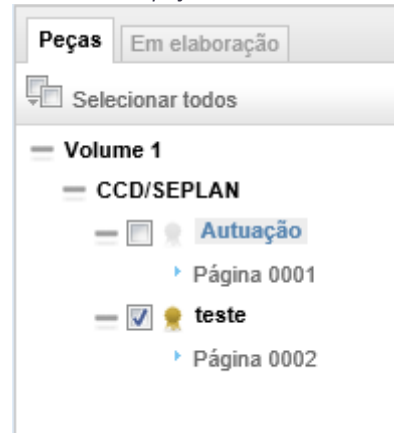 Peças Em elaboração
Selecionar todos
Volume 1
CCD/SEPLAN
Autuação
Página 0001
teste
Página 0002